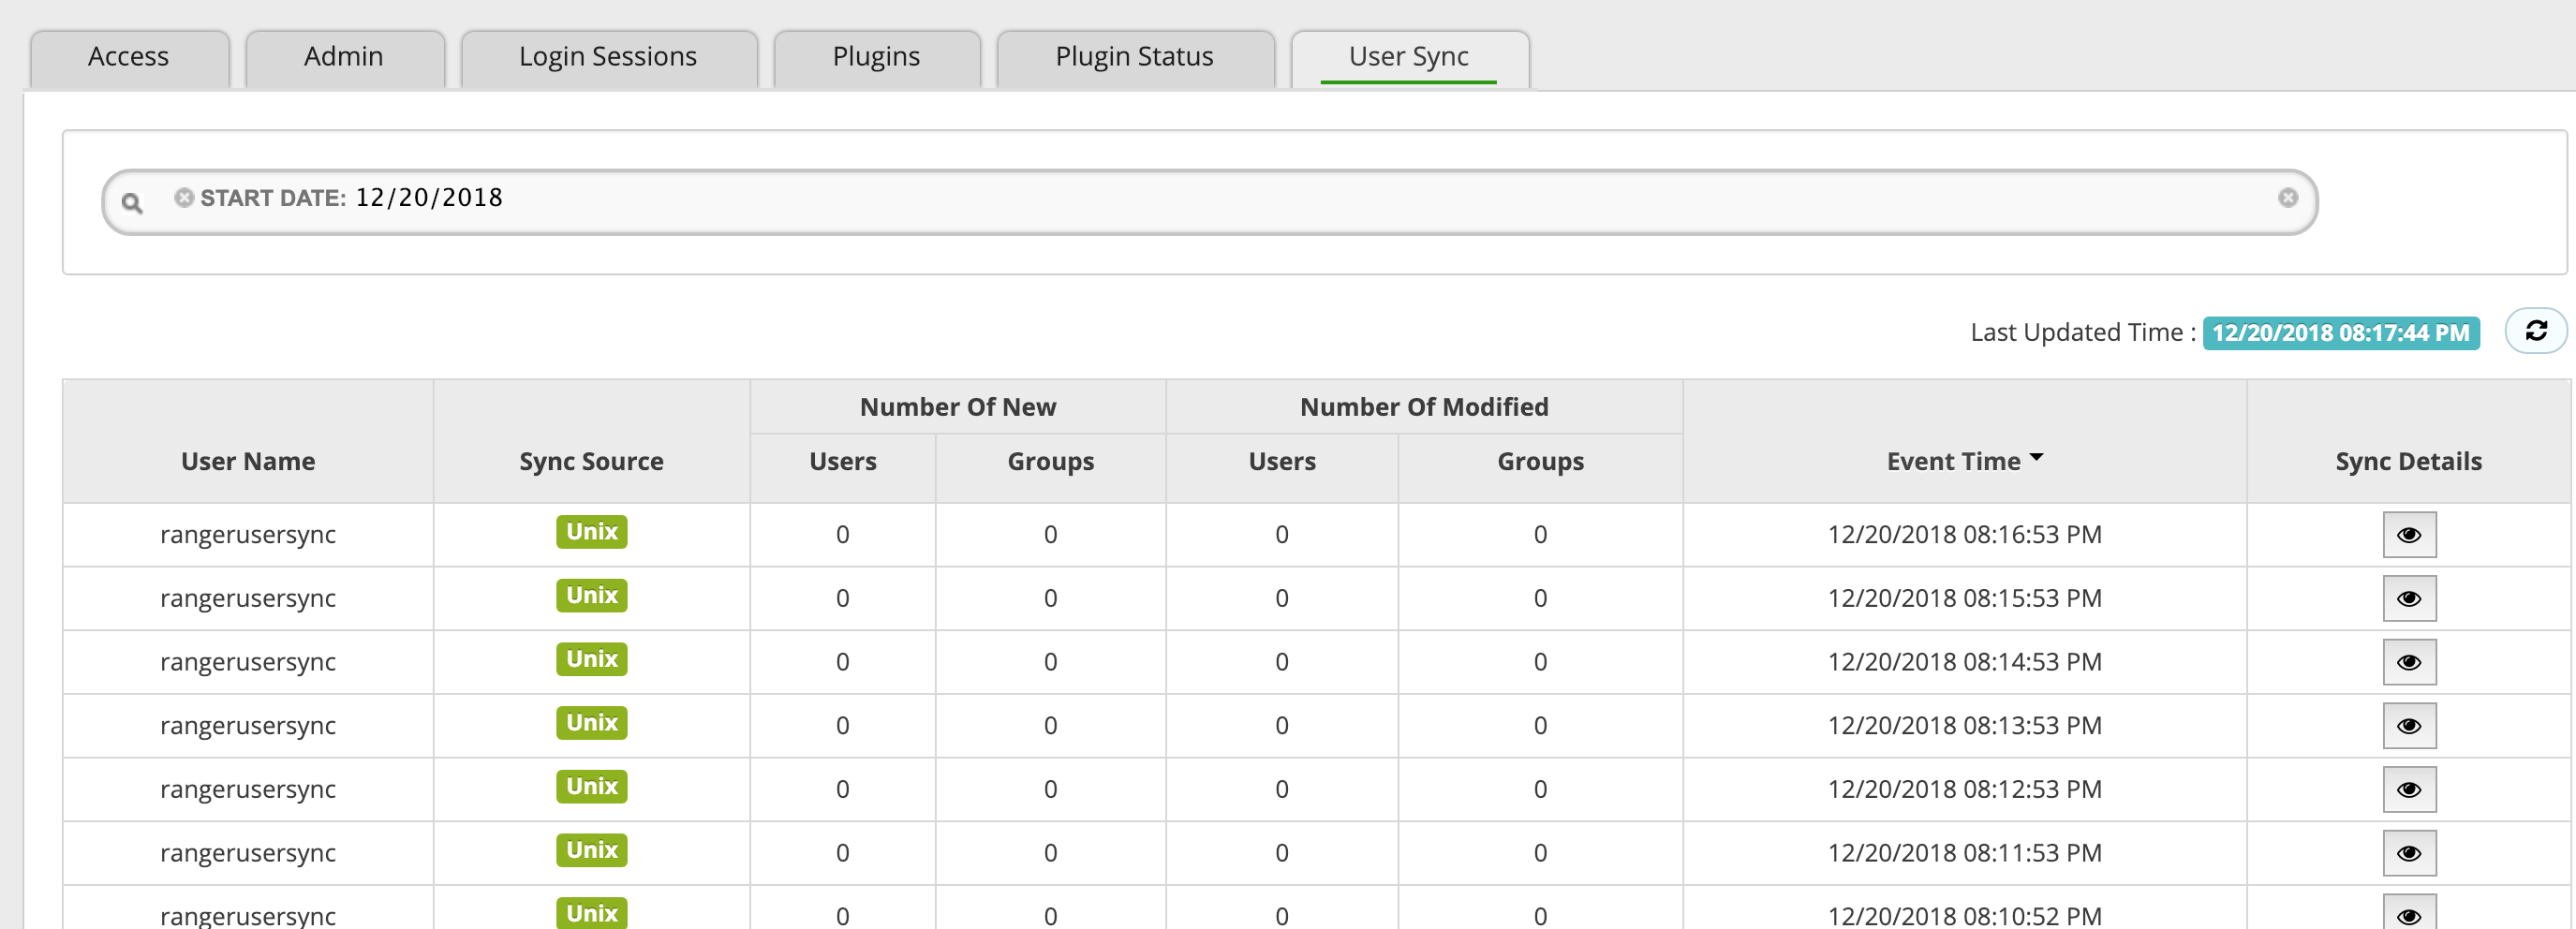 Access Admin Login Sessions Plugins Plugin Status User Sync
START DATE: 12/20/2018
Last Updated Time : 12/20/2018 08:17:44 PM
Number Of New Number Of Modified
User Name Sync Source Users Groups Users Groups Event Time Sync Details
rangerusersync Unix 0 0 0 0 12/20/2018 08:16:53 PM
rangerusersync Unix 0 0 0 0 12/20/2018 08:15:53 PM
rangerusersync Unix 0 0 0 0 12/20/2018 08:14:53 PM
rangerusersync Unix 0 0 0 0 12/20/2018 08:13:53 PM
rangerusersync Unix 0 0 0 0 12/20/2018 08:12:53 PM
rangerusersync Unix 0 0 0 0 12/20/2018 08:11:53 PM
rangerusersync Unix 0 0 0 0 12/20/2018 08:10:52 PM